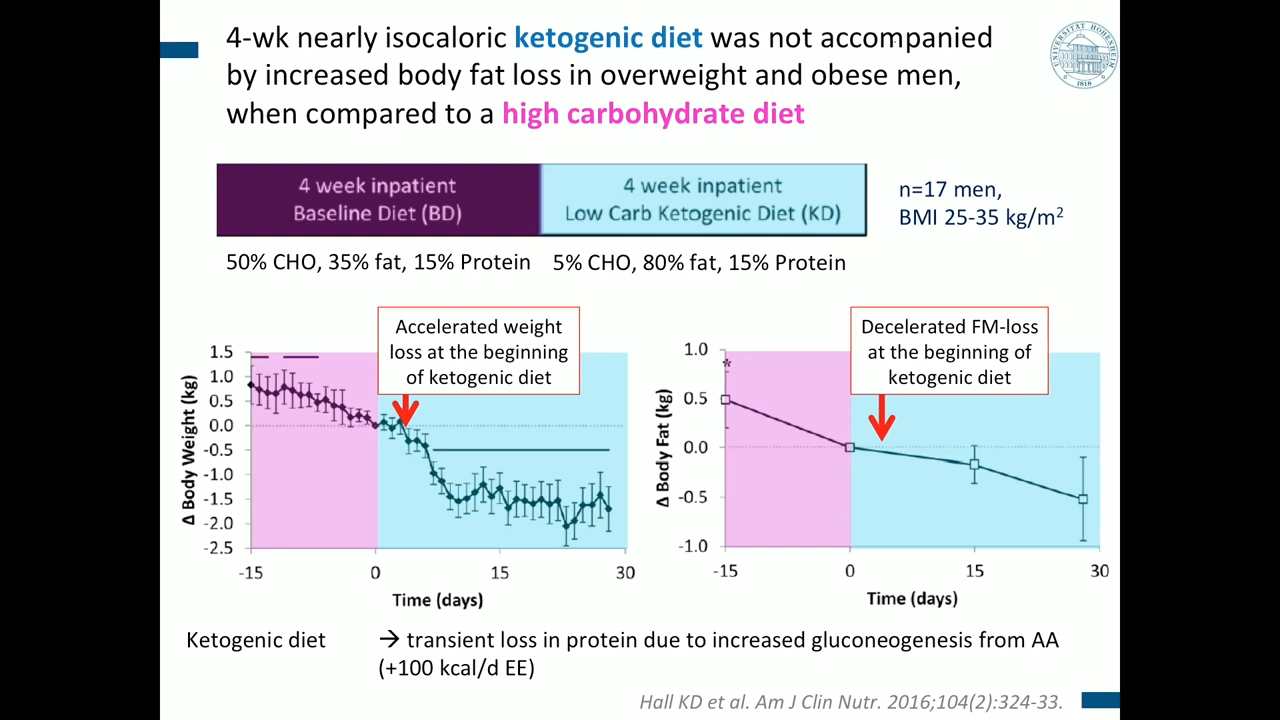 4-wk nearly isocaloric ketogenic diet was not accompanied
by increased body fat loss in overweight and obese men,
when compared to a high carbohydrate diet
UNIVERSITÄT HOHENHEIM
1818
4 week inpatient
Baseline Diet (BD)
4 week inpatient
Low Carb Ketogenic Diet (KD)
n=17 men,
BMI 25-35 kg/m²
50% CHO, 35% fat, 15% Protein
5% CHO, 80% fat, 15% Protein
Accelerated weight
loss at the beginning
of ketogenic diet
Δ Body Weight (kg)
1.5
1.0
0.5
0.0
-0.5
-1.0
-1.5
-2.0
-2.5
-15
0
15
30
Time (days)
Decelerated FM-loss
at the beginning of
ketogenic diet
Δ Body Fat (kg)
1.0
0.5
0.0
-0.5
-1.0
*
-15
0
15
30
Time (days)
Ketogenic diet → transient loss in protein due to increased gluconeogenesis from AA
(+100 kcal/d EE)
Hall KD et al. Am J Clin Nutr. 2016;104(2):324-33.